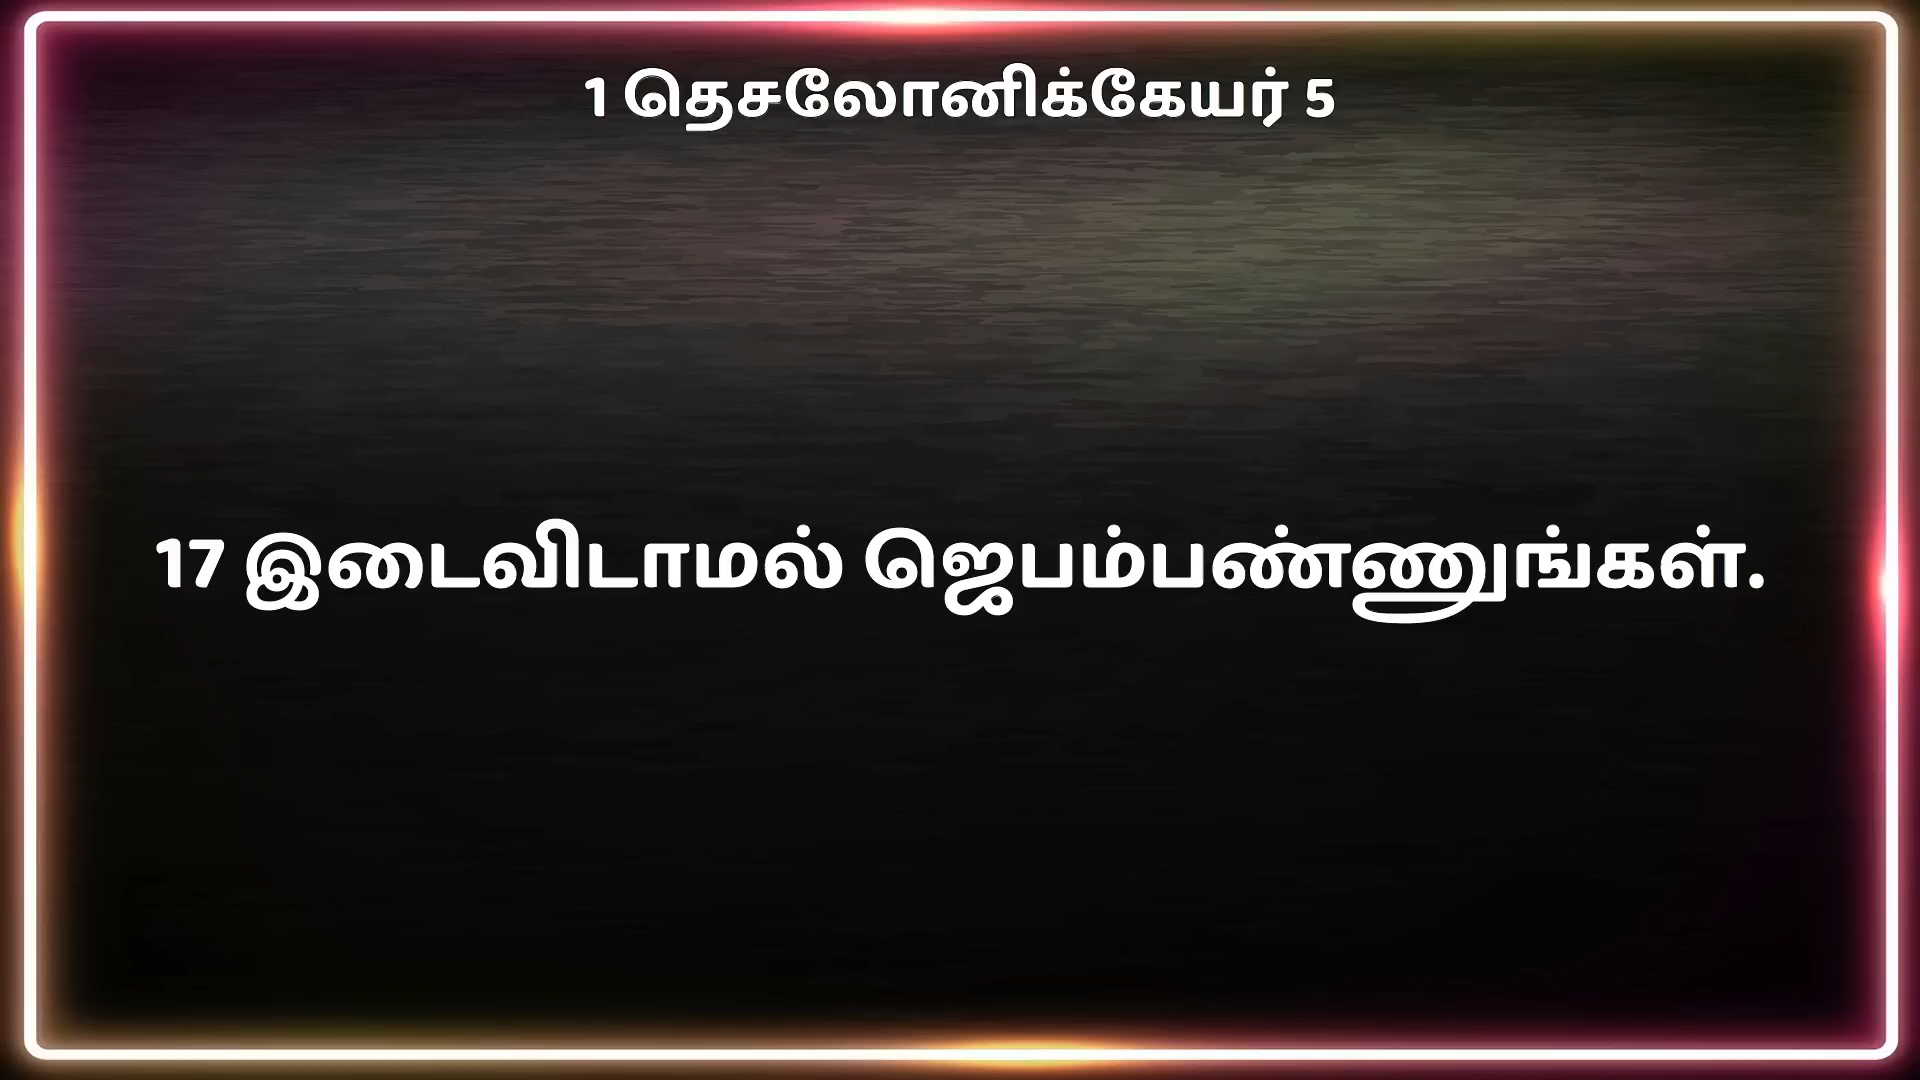 1 தெசலோனிக்கேயர் 5
17 இடைவிடாமல் ஜெபம்பண்ணுங்கள்.